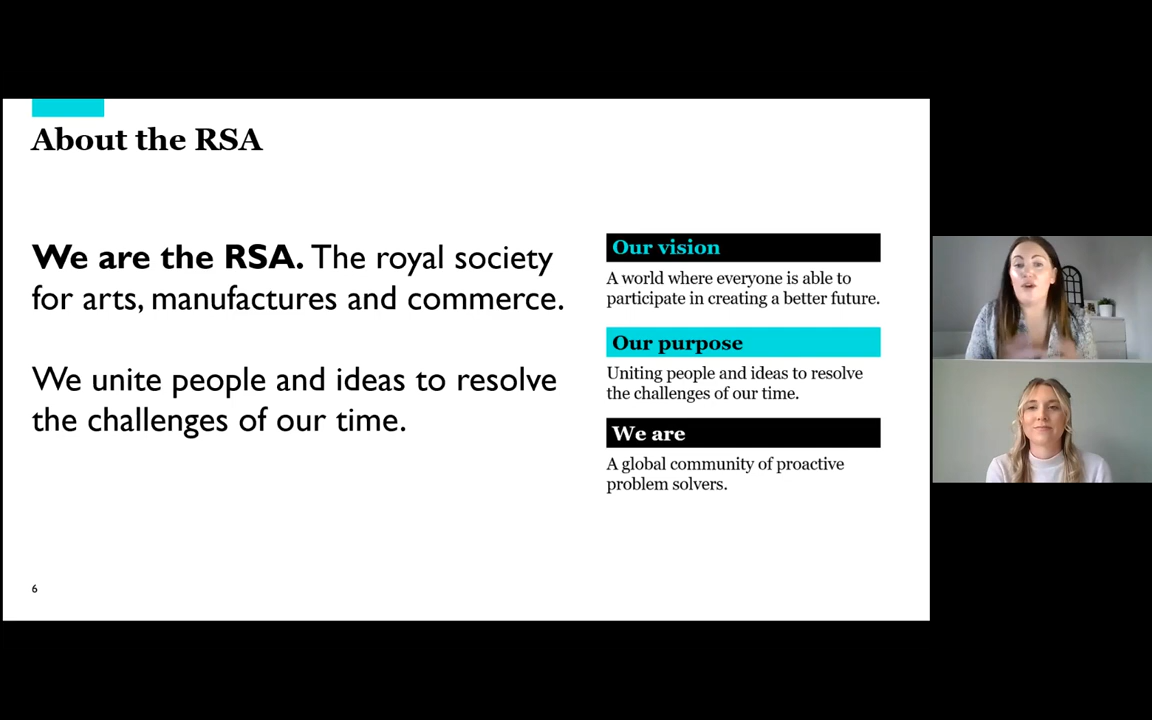 About the RSA
We are the RSA. The royal society
for arts, manufactures and commerce.
We unite people and ideas to resolve
the challenges of our time.
Our vision
A world where everyone is able to
participate in creating a better future.
Our purpose
Uniting people and ideas to resolve
the challenges of our time.
We are
A global community of proactive
problem solvers.
6